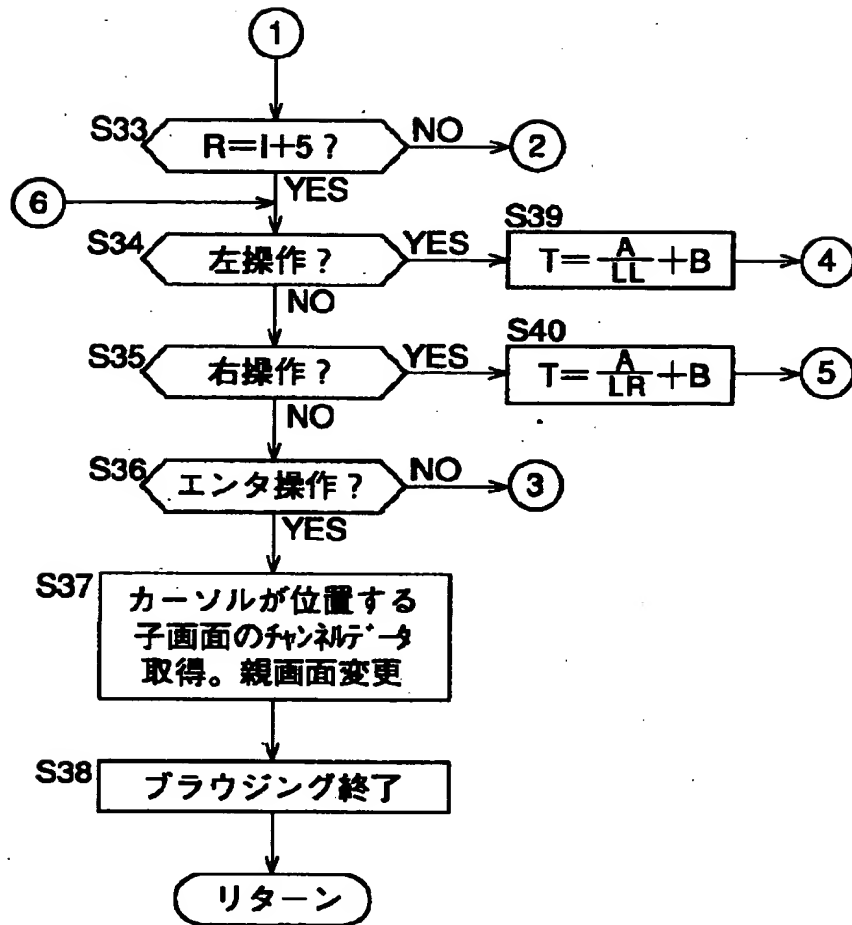 ①
S33
R=I+5？
NO
②
YES
⑥
S34
左操作？
YES
S39
T=A/LL+B
④
NO
S35
右操作？
YES
S40
T=A/LR+B
⑤
NO
S36
エンタ操作？
NO
③
YES
S37
カーソルが位置する
子画面のﾁｬﾝﾈﾙﾃﾞｰﾀ
取得。親画面変更
S38
ブラウジング終了
リターン